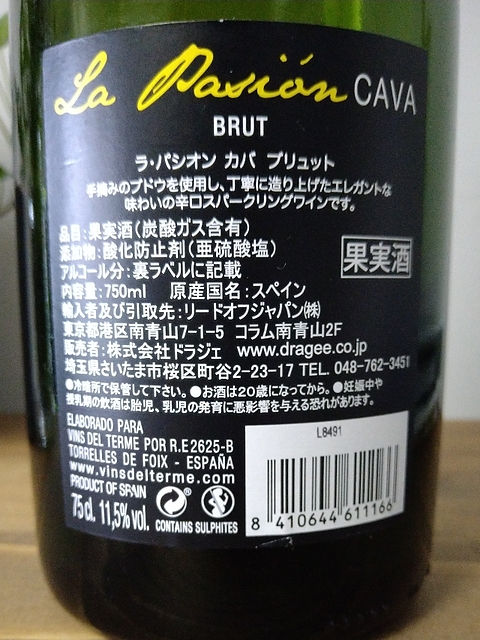 La Pasión CAVA
BRUT
ラ・パシオン カバ ブリュット
手摘みのブドウを使用し、丁寧に造り上げたエレガントな
味わいの辛口スパークリングワインです。
品目：果実酒（炭酸ガス含有）
添加物：酸化防止剤（亜硫酸塩）
アルコール分：裏ラベルに記載
果実酒
内容量：750ml 原産国名：スペイン
輸入者及び引取先：リードオフジャパン㈱
東京都港区南青山7-1-5 コラム南青山2F
販売者：株式会社ドラジェ www.dragee.co.jp
埼玉県さいたま市桜区町谷2-23-17 TEL. 048-762-3451
●冷暗所で保管して下さい。●お酒は20歳になってから。●妊娠中や
授乳期の飲酒は胎児、乳児の発育に悪影響を与える恐れがあります。
ELABORADO PARA
VINS DEL TERME POR R.E 2625-B
TORRELLES DE FOIX - ESPAÑA
www.vinsdelterme.com
PRODUCT OF SPAIN
75cl. 11,5% vol.
CONTAINS SULPHITES
L8491
8 410644 611166